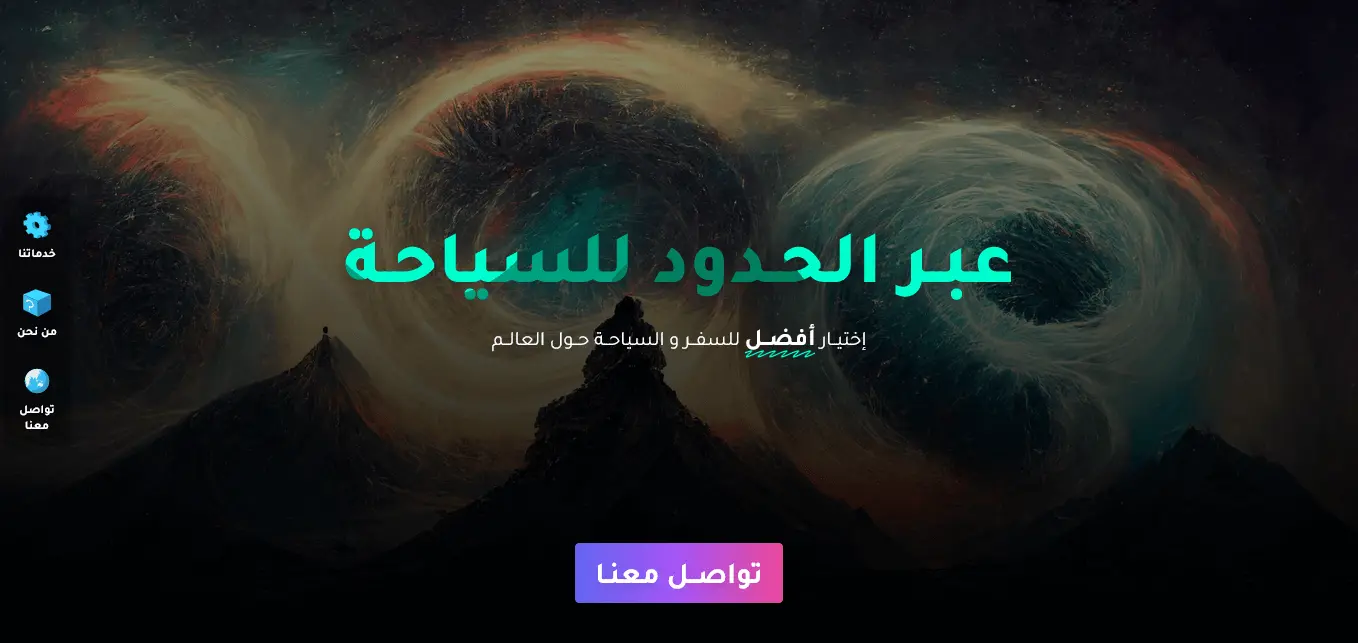 عبر الحدود للسياحة
إختيار أفضل للسفر و السياحة حول العالم
تواصل معنا
خدماتنا
من نحن
تواصل
معنا